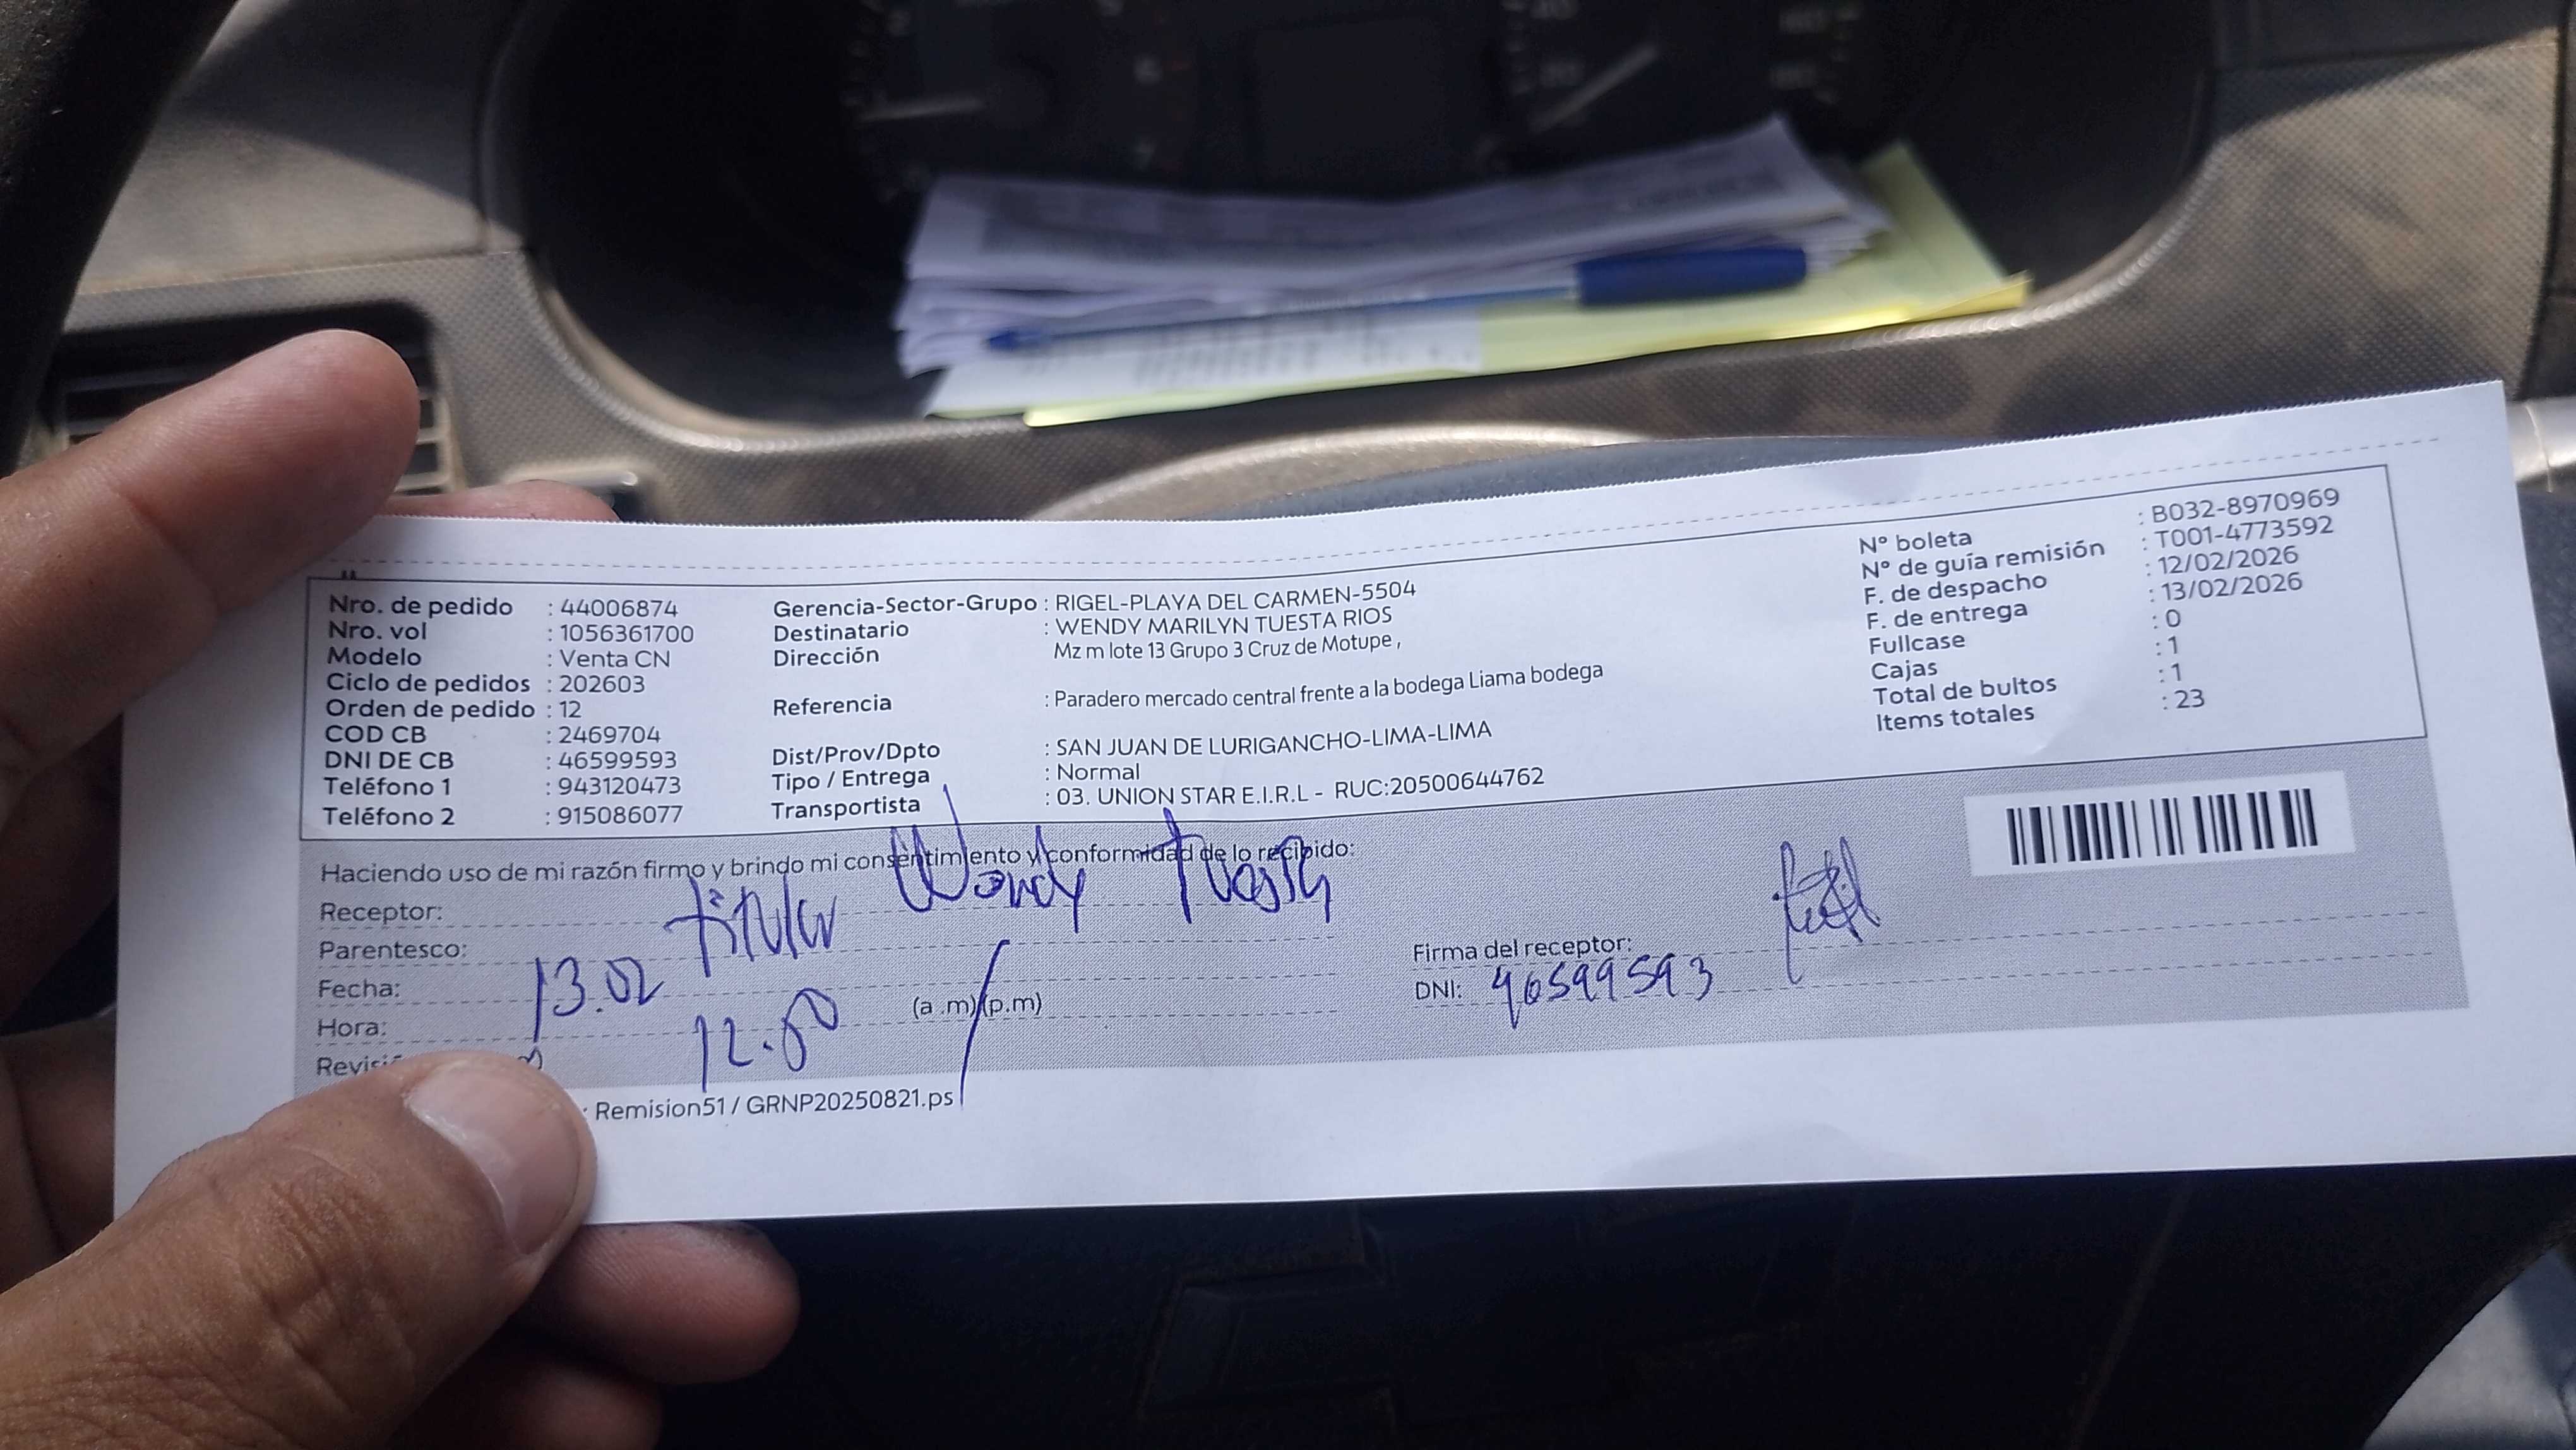 Nro. de pedido : 44006874
Nro. vol : 1056361700
Modelo : Venta CN
Ciclo de pedidos : 202603
Orden de pedido : 12
COD CB : 2469704
DNI DE CB : 46599593
Teléfono 1 : 943120473
Teléfono 2 : 915086077
Gerencia-Sector-Grupo : RIGEL-PLAYA DEL CARMEN-5504
Destinatario : WENDY MARILYN TUESTA RIOS
Dirección Mz m lote 13 Grupo 3 Cruz de Motupe ,
Referencia : Paradero mercado central frente a la bodega Liama bodega
Dist/Prov/Dpto : SAN JUAN DE LURIGANCHO-LIMA-LIMA
Tipo / Entrega : Normal
Transportista : 03. UNION STAR E.I.R.L - RUC:20500644762
N° boleta : B032-8970969
N° de guía remisión : T001-4773592
F. de despacho : 12/02/2026
F. de entrega : 13/02/2026
Fullcase : 0
Cajas : 1
Total de bultos : 1
Items totales : 23
Haciendo uso de mi razón firmo y brindo mi consentimiento y conformidad de lo recibido:
Receptor: Wendy Tuesta
Parentesco: titular
Fecha: 13.02
Hora: 12.50 (a .m)/(p.m)
Firma del receptor:
DNI: 46599593
: Remision51 / GRNP20250821.ps